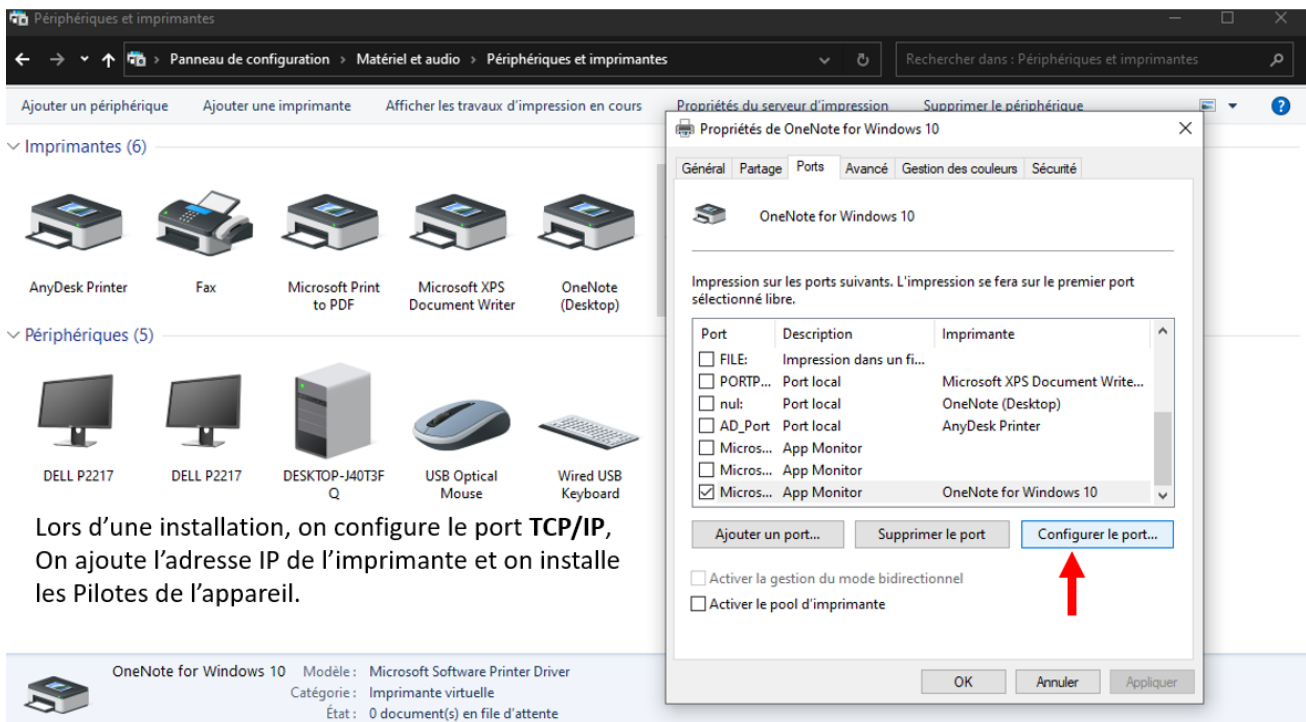 Périphériques et imprimantes
Panneau de configuration > Matériel et audio > Périphériques et imprimantes
Rechercher dans : Périphériques et imprimantes
Ajouter un périphérique Ajouter une imprimante Afficher les travaux d'impression en cours Propriétés du serveur d'impression Supprimer le périphérique
Imprimantes (6)
AnyDesk Printer
Fax
Microsoft Print
to PDF
Microsoft XPS
Document Writer
OneNote
(Desktop)
Périphériques (5)
DELL P2217
DELL P2217
DESKTOP-J40T3F
Q
USB Optical
Mouse
Wired USB
Keyboard
Lors d’une installation, on configure le port TCP/IP,
On ajoute l’adresse IP de l’imprimante et on installe
les Pilotes de l’appareil.
OneNote for Windows 10 Modèle : Microsoft Software Printer Driver
Catégorie : Imprimante virtuelle
État : 0 document(s) en file d'attente
Propriétés de OneNote for Windows 10
Général Partage Ports Avancé Gestion des couleurs Sécurité
OneNote for Windows 10
Impression sur les ports suivants. L'impression se fera sur le premier port
sélectionné libre.
Port Description Imprimante
FILE: Impression dans un fi...
PORTP... Port local Microsoft XPS Document Write...
nul: Port local OneNote (Desktop)
AD_Port Port local AnyDesk Printer
Micros... App Monitor
Micros... App Monitor
Micros... App Monitor OneNote for Windows 10
Ajouter un port... Supprimer le port Configurer le port...
Activer la gestion du mode bidirectionnel
Activer le pool d'imprimante
OK Annuler Appliquer